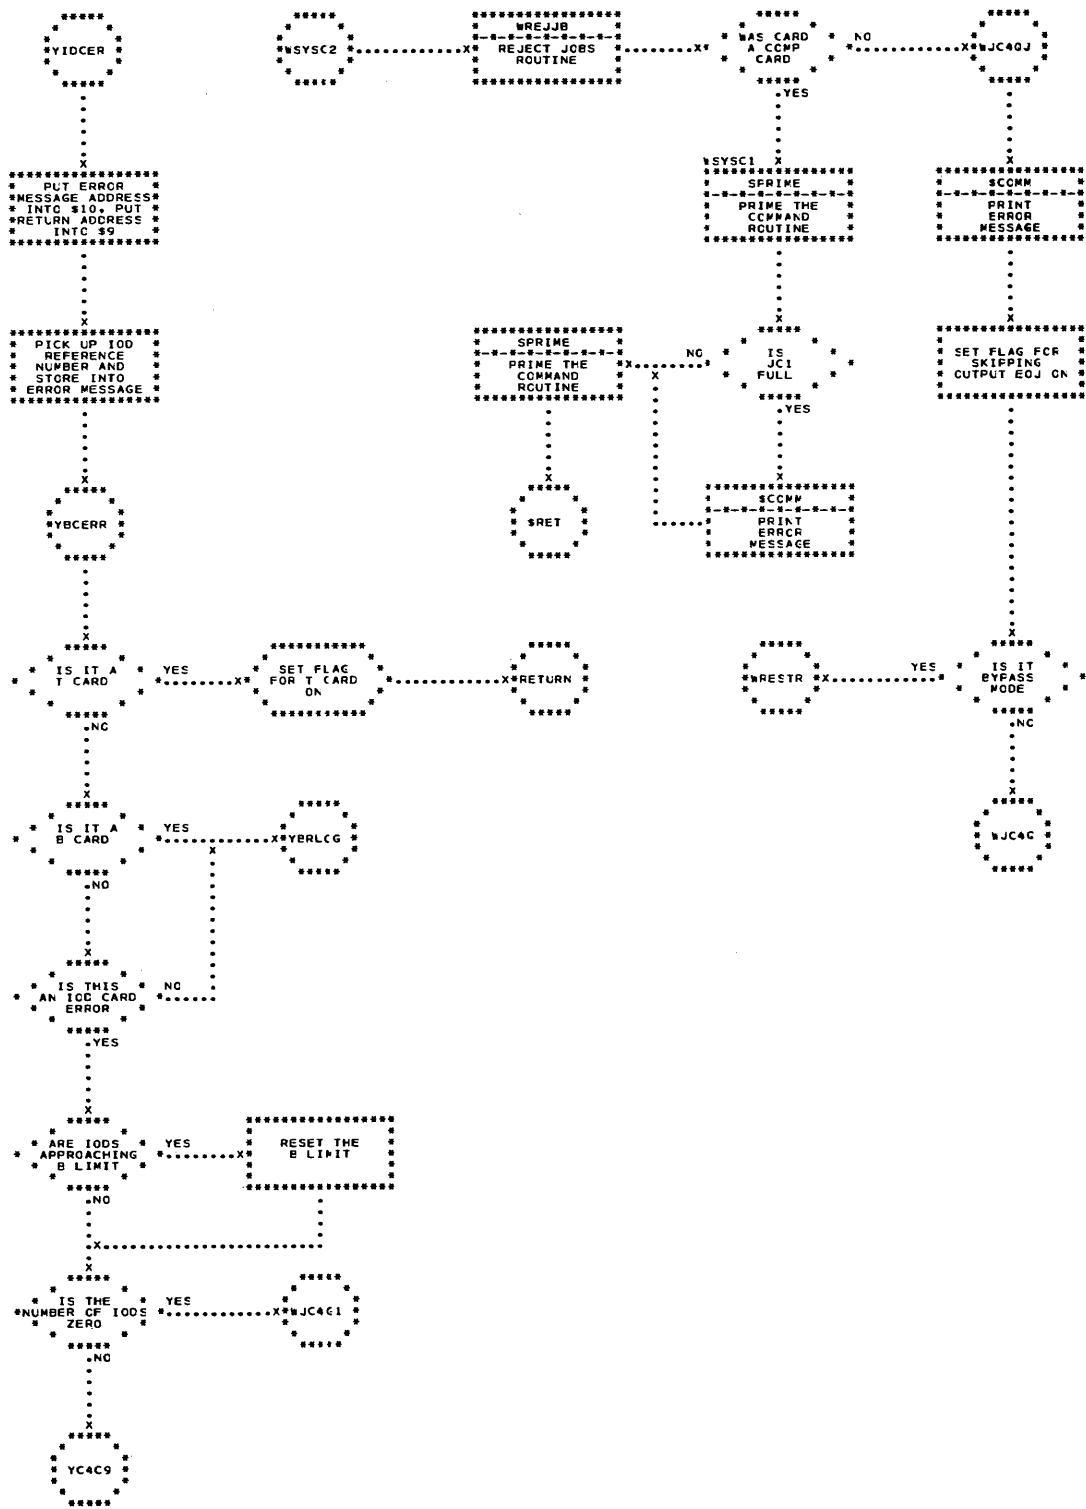 YIDCER
WSYSC2
WREJJB
REJECT JOBS
ROUTINE
WAS CARD
A COMP
CARD
NO
WJC4QJ
YES
PUT ERROR
MESSAGE ADDRESS
INTO $10, PUT
RETURN ADDRESS
INTO $9
WSYSC1
SPRIME
PRIME THE
COMMAND
ROUTINE
$COMM
PRINT
ERROR
MESSAGE
PICK UP IOD
REFERENCE
NUMBER AND
STORE INTO
ERROR MESSAGE
SPRIME
PRIME THE
COMMAND
ROUTINE
NO
IS
JC1
FULL
YES
SET FLAG FOR
SKIPPING
OUTPUT EOJ ON
YBCERR
$RET
$COMM
PRINT
ERROR
MESSAGE
IS IT A
T CARD
YES
SET FLAG
FOR T CARD
ON
RETURN
WRESTR
YES
IS IT
BYPASS
MODE
NO
NO
IS IT A
B CARD
YES
YBRLCG
WJC4G
NO
IS THIS
AN IOD CARD
ERROR
NO
YES
ARE IODS
APPROACHING
B LIMIT
YES
RESET THE
B LIMIT
NO
IS THE
NUMBER OF IODS
ZERO
YES
WJC4G1
NO
YC4C9